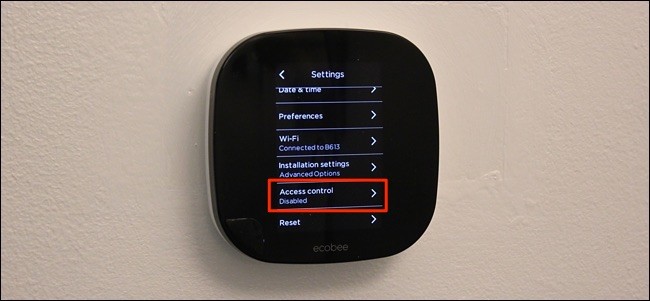 Settings
Date & time
Preferences
Wi-Fi
Connected to B613
Installation settings
Advanced Options
Access control
Disabled
Reset
ecobee